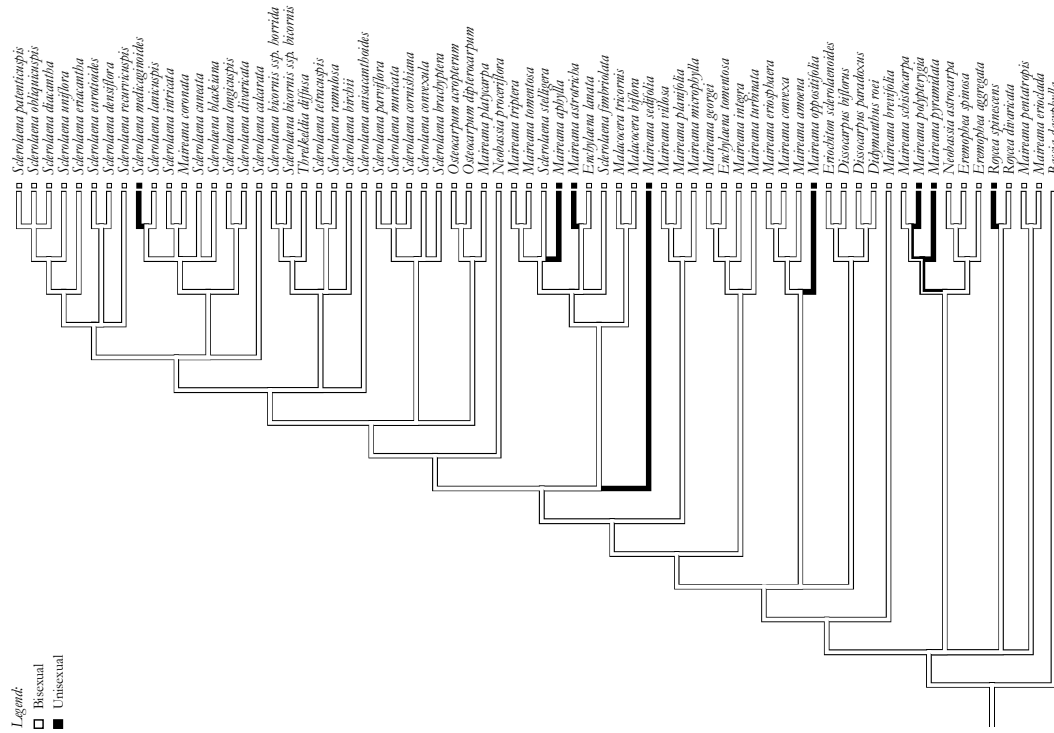 Sclerolaena patenticuspis
Sclerolaena obliquicuspis
Sclerolaena diacantha
Sclerolaena uniflora
Sclerolaena eriacantha
Sclerolaena eurotioides
Sclerolaena densiflora
Sclerolaena recurvicuspis
Sclerolaena medicaginoides
Sclerolaena lanicuspis
Sclerolaena intricata
Maireana coronata
Sclerolaena cuneata
Sclerolaena blackiana
Sclerolaena longicuspis
Sclerolaena divaricata
Sclerolaena calcarata
Sclerolaena bicornis ssp. horrida
Sclerolaena bicornis ssp. bicornis
Threlkeldia diffusa
Sclerolaena tetracuspis
Sclerolaena ramulosa
Sclerolaena birchii
Sclerolaena anisacanthoides
Sclerolaena parviflora
Sclerolaena muricata
Sclerolaena cornishiana
Sclerolaena convexula
Sclerolaena brachyptera
Osteocarpum acropterum
Osteocarpum dipterocarpum
Maireana platycarpa
Neobassia proceriflora
Maireana triptera
Maireana tomentosa
Sclerolaena stelligera
Maireana aphylla
Maireana astrotricha
Enchylaena lanata
Sclerolaena fimbriolata
Malacocera tricornis
Malacocera biflora
Maireana sedifolia
Maireana villosa
Maireana planifolia
Maireana microphylla
Maireana georgei
Enchylaena tomentosa
Maireana integra
Maireana turbinata
Maireana eriosphaera
Maireana convexa
Maireana amoena
Maireana oppositifolia
Eriochiton sclerolaenoides
Dissocarpus biflorus
Dissocarpus paradoxus
Didymanthus roei
Maireana brevifolia
Maireana schistocarpa
Maireana polypterygia
Maireana pyramidata
Neobassia astrocarpa
Eremophea spinosa
Eremophea aggregata
Roycea spinescens
Roycea divaricata
Maireana pentatropis
Maireana erioclada
Legend:
Bisexual
Unisexual